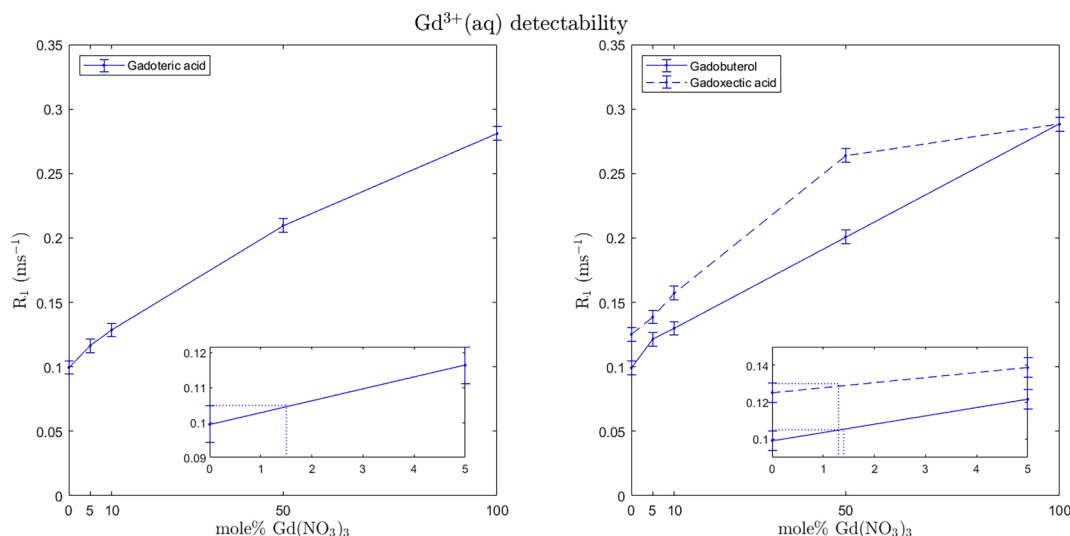 Gd³⁺(aq) detectability
0.35
0.3
0.25
0.2
0.15
0.1
0.05
0
R₁ (ms⁻¹)
Gadoteric acid
0.12
0.11
0.1
0.09
0 1 2 3 4 5
0 5 10 50 100
mole% Gd(NO₃)₃
0.35
0.3
0.25
0.2
0.15
0.1
0.05
0
R₁ (ms⁻¹)
Gadobuterol
Gadoxectic acid
0.14
0.12
0.1
0 1 2 3 4 5
0 5 10 50 100
mole% Gd(NO₃)₃